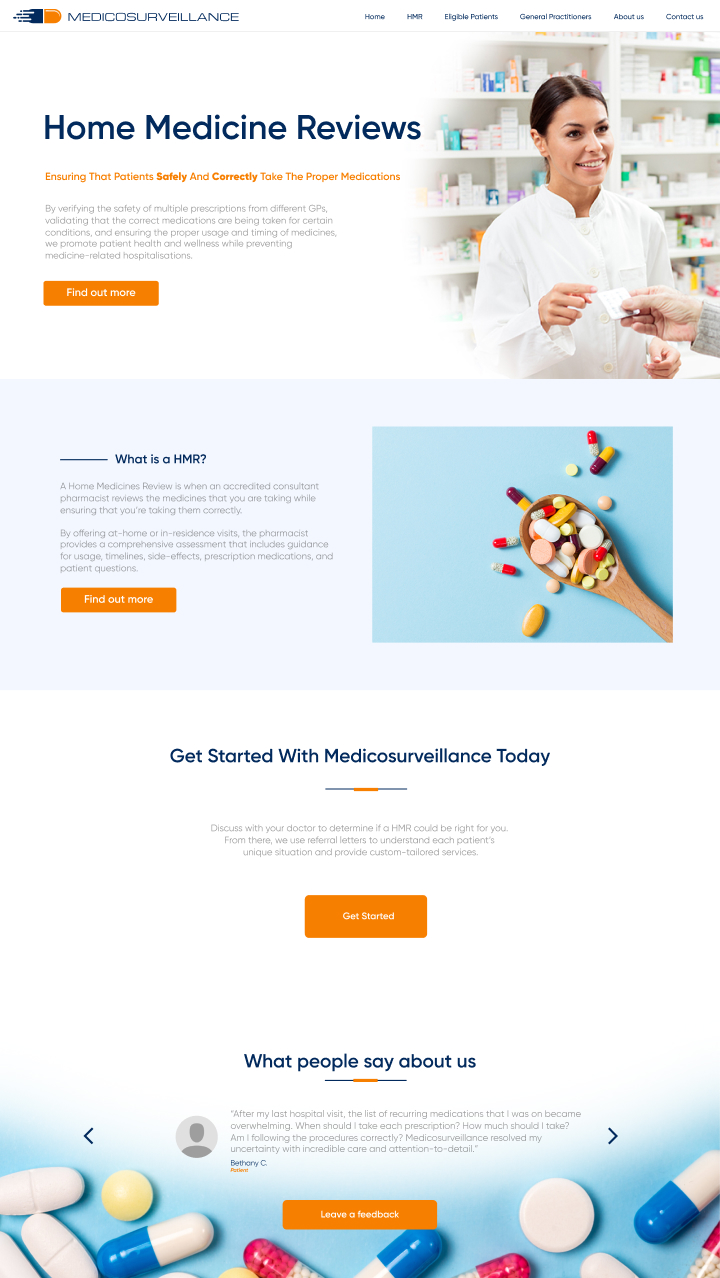 MEDICOSURVEILLANCE
Home HMR Eligible Patients General Practitioners About us Contact us
Home Medicine Reviews
Ensuring That Patients Safely And Correctly Take The Proper Medications
By verifying the safety of multiple prescriptions from different GPs,
validating that the correct medications are being taken for certain
conditions, and ensuring the proper usage and timing of medicines,
we promote patient health and wellness while preventing
medicine-related hospitalisations.
Find out more
What is a HMR?
A Home Medicines Review is when an accredited consultant
pharmacist reviews the medicines that you are taking while
ensuring that you're taking them correctly.
By offering at-home or in-residence visits, the pharmacist
provides a comprehensive assessment that includes guidance
for usage, timelines, side-effects, prescription medications, and
patient questions.
Find out more
Get Started With Medicosurveillance Today
Discuss with your doctor to determine if a HMR could be right for you.
From there, we use referral letters to understand each patient's
unique situation and provide custom-tailored services.
Get Started
What people say about us
"After my last hospital visit, the list of recurring medications that I was on became
overwhelming. When should I take each prescription? How much should I take?
Am I following the procedures correctly? Medicosurveillance resolved my
uncertainty with incredible care and attention-to-detail."
Bethany C.
Patient
Leave a feedback